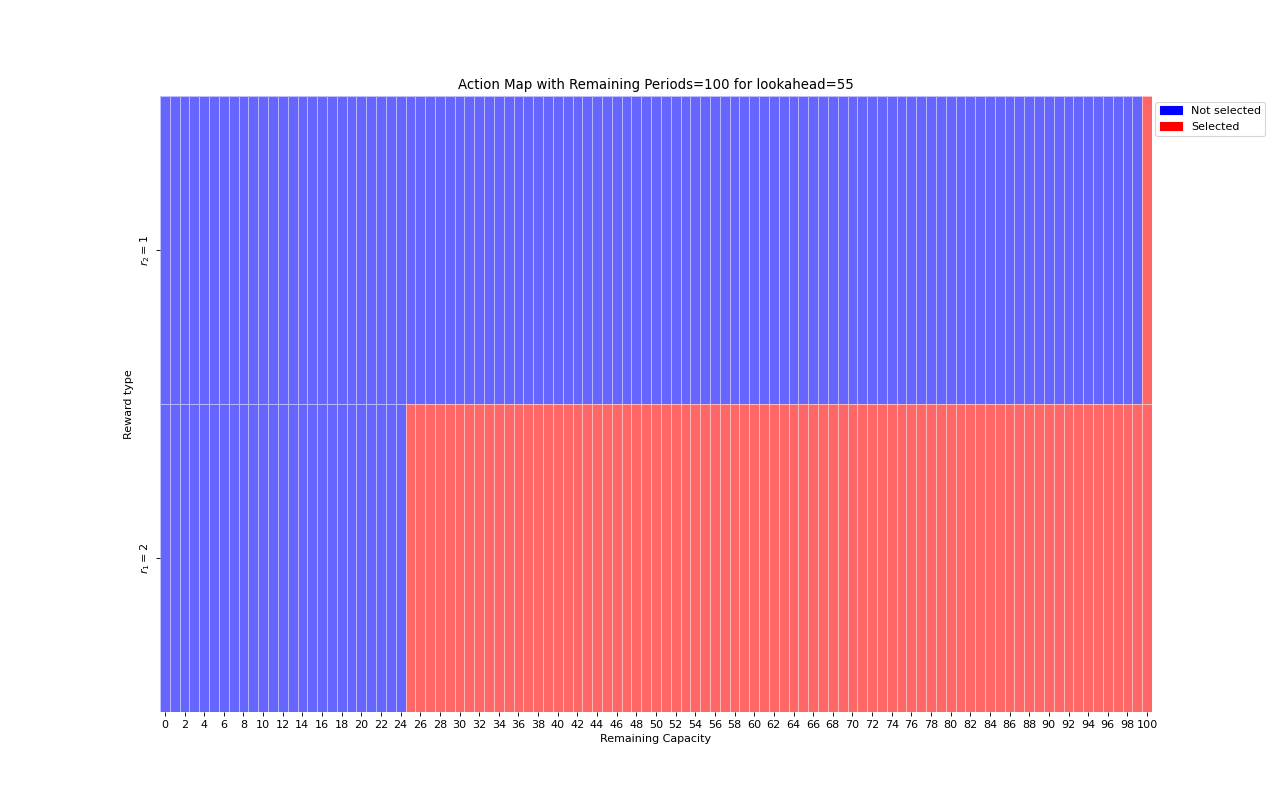 Action Map with Remaining Periods=100 for lookahead=55
Not selected
Selected
r₂ = 1
Reward type
r₁ = 2
0 2 4 6 8 10 12 14 16 18 20 22 24 26 28 30 32 34 36 38 40 42 44 46 48 50 52 54 56 58 60 62 64 66 68 70 72 74 76 78 80 82 84 86 88 90 92 94 96 98 100
Remaining Capacity